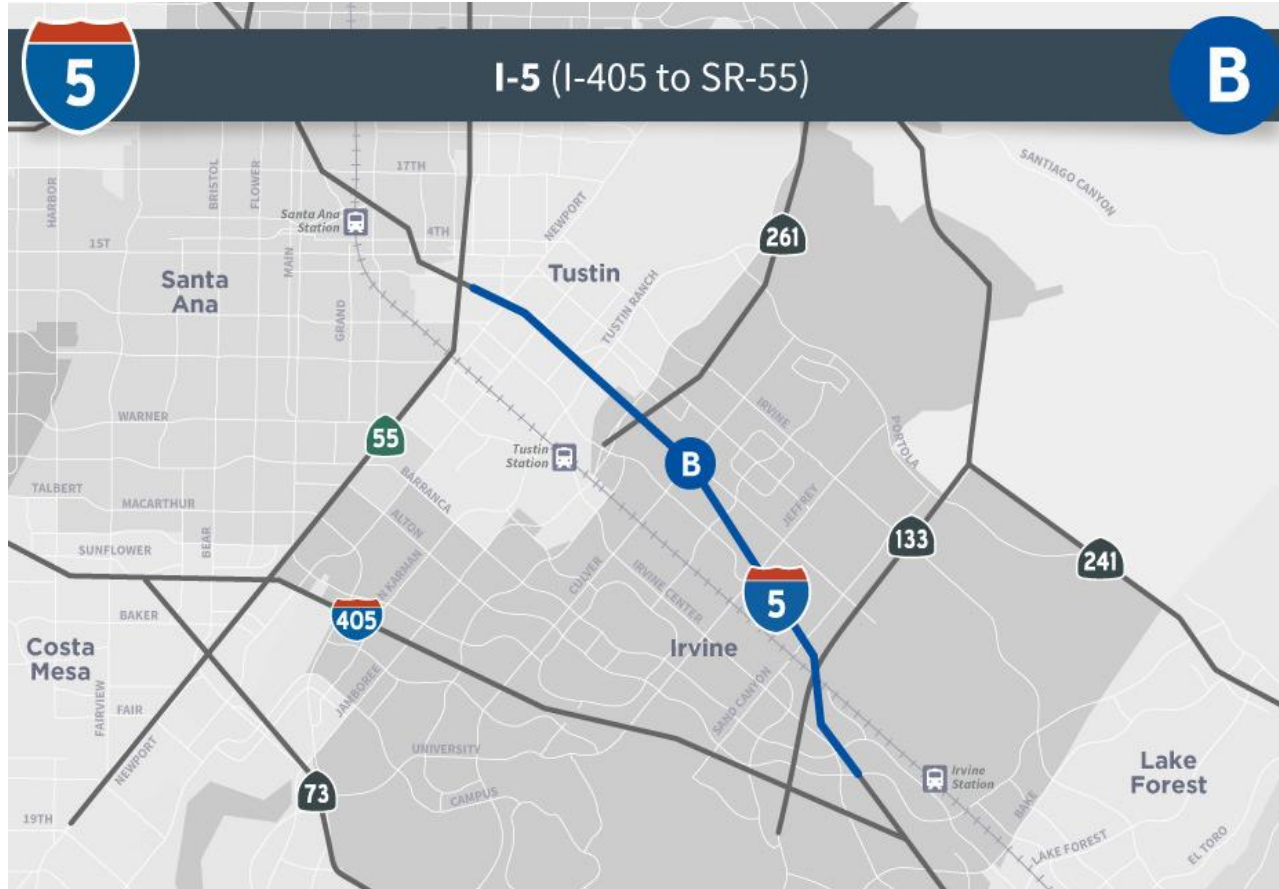 5
I-5 (I-405 to SR-55)
B
SANTIAGO CANYON
HARBOR
BRISTOL
FLOWER
17TH
Santa Ana
Station
NEWPORT
4TH
261
1ST
MAIN
Santa
Ana
Tustin
GRAND
TUSTIN RANCH
WARNER
IRVINE
PORTOLA
55
Tustin
Station
B
BARRANCA
TALBERT
MACARTHUR
JEFFREY
ALTON
133
SUNFLOWER
BEAR
241
N KARMAN
CULVER
IRVINE CENTER
5
BAKER
405
Costa
Mesa
Irvine
JAMBOREE
SAND CANYON
FAIRVIEW
FAIR
NEWPORT
UNIVERSITY
Lake
Forest
73
CAMPUS
Irvine
Station
BAKE
19TH
LAKE FOREST
EL TORO